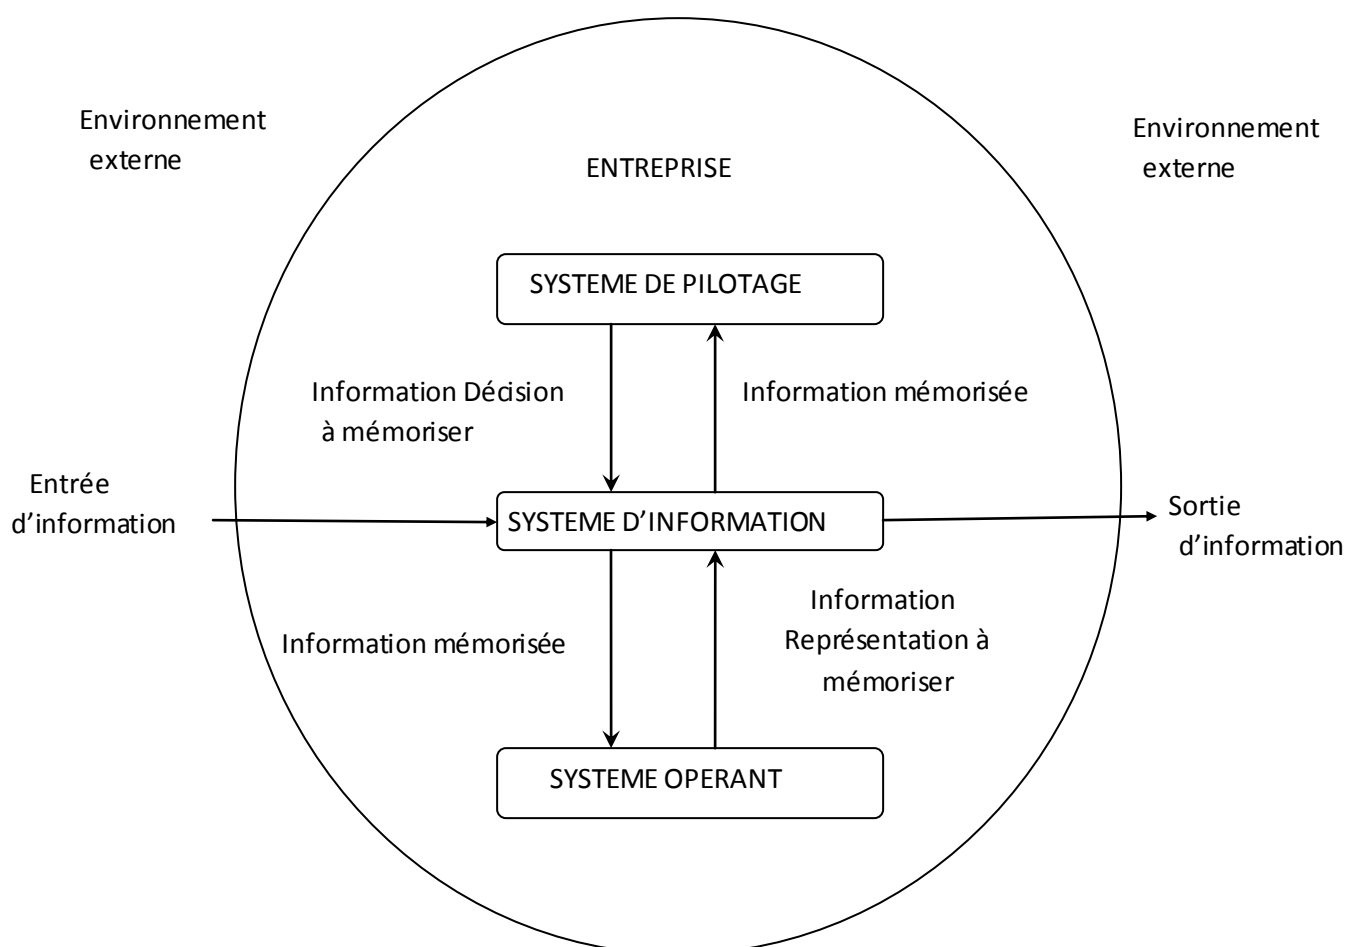 Environnement
externe
Environnement
externe
ENTREPRISE
SYSTEME DE PILOTAGE
Information Décision
à mémoriser
Information mémorisée
Entrée
d’information
SYSTEME D’INFORMATION
Sortie
d’information
Information mémorisée
Information
Représentation à
mémoriser
SYSTEME OPERANT